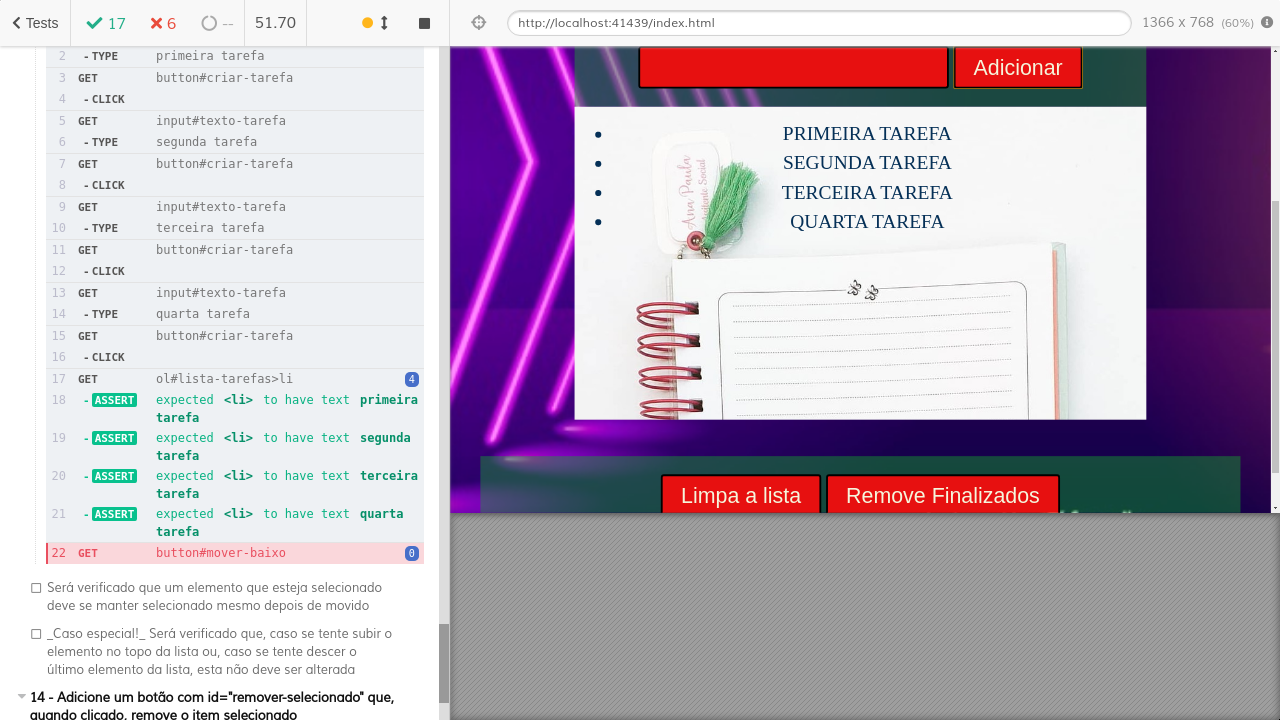 Tests 17 6 -- 51.70
http://localhost:41439/index.html 1366 x 768 (60%)
2 - TYPE primeira tarefa
3 GET button#criar-tarefa
4 - CLICK
5 GET input#texto-tarefa
6 - TYPE segunda tarefa
7 GET button#criar-tarefa
8 - CLICK
9 GET input#texto-tarefa
10 - TYPE terceira tarefa
11 GET button#criar-tarefa
12 - CLICK
13 GET input#texto-tarefa
14 - TYPE quarta tarefa
15 GET button#criar-tarefa
16 - CLICK
17 GET ol#lista-tarefas>li 4
18 - ASSERT expected <li> to have text primeira
tarefa
19 - ASSERT expected <li> to have text segunda
tarefa
20 - ASSERT expected <li> to have text terceira
tarefa
21 - ASSERT expected <li> to have text quarta
tarefa
22 GET button#mover-baixo 0
Será verificado que um elemento que esteja selecionado
deve se manter selecionado mesmo depois de movido
_Caso especial!_ Será verificado que, caso se tente subir o
elemento no topo da lista ou, caso se tente descer o
último elemento da lista, esta não deve ser alterada
14 - Adicione um botão com id="remover-selecionado" que,
quando clicado, remove o item selecionado
Adicionar
PRIMEIRA TAREFA
SEGUNDA TAREFA
TERCEIRA TAREFA
QUARTA TAREFA
Ana Paula
Social
Limpa a lista
Remove Finalizados